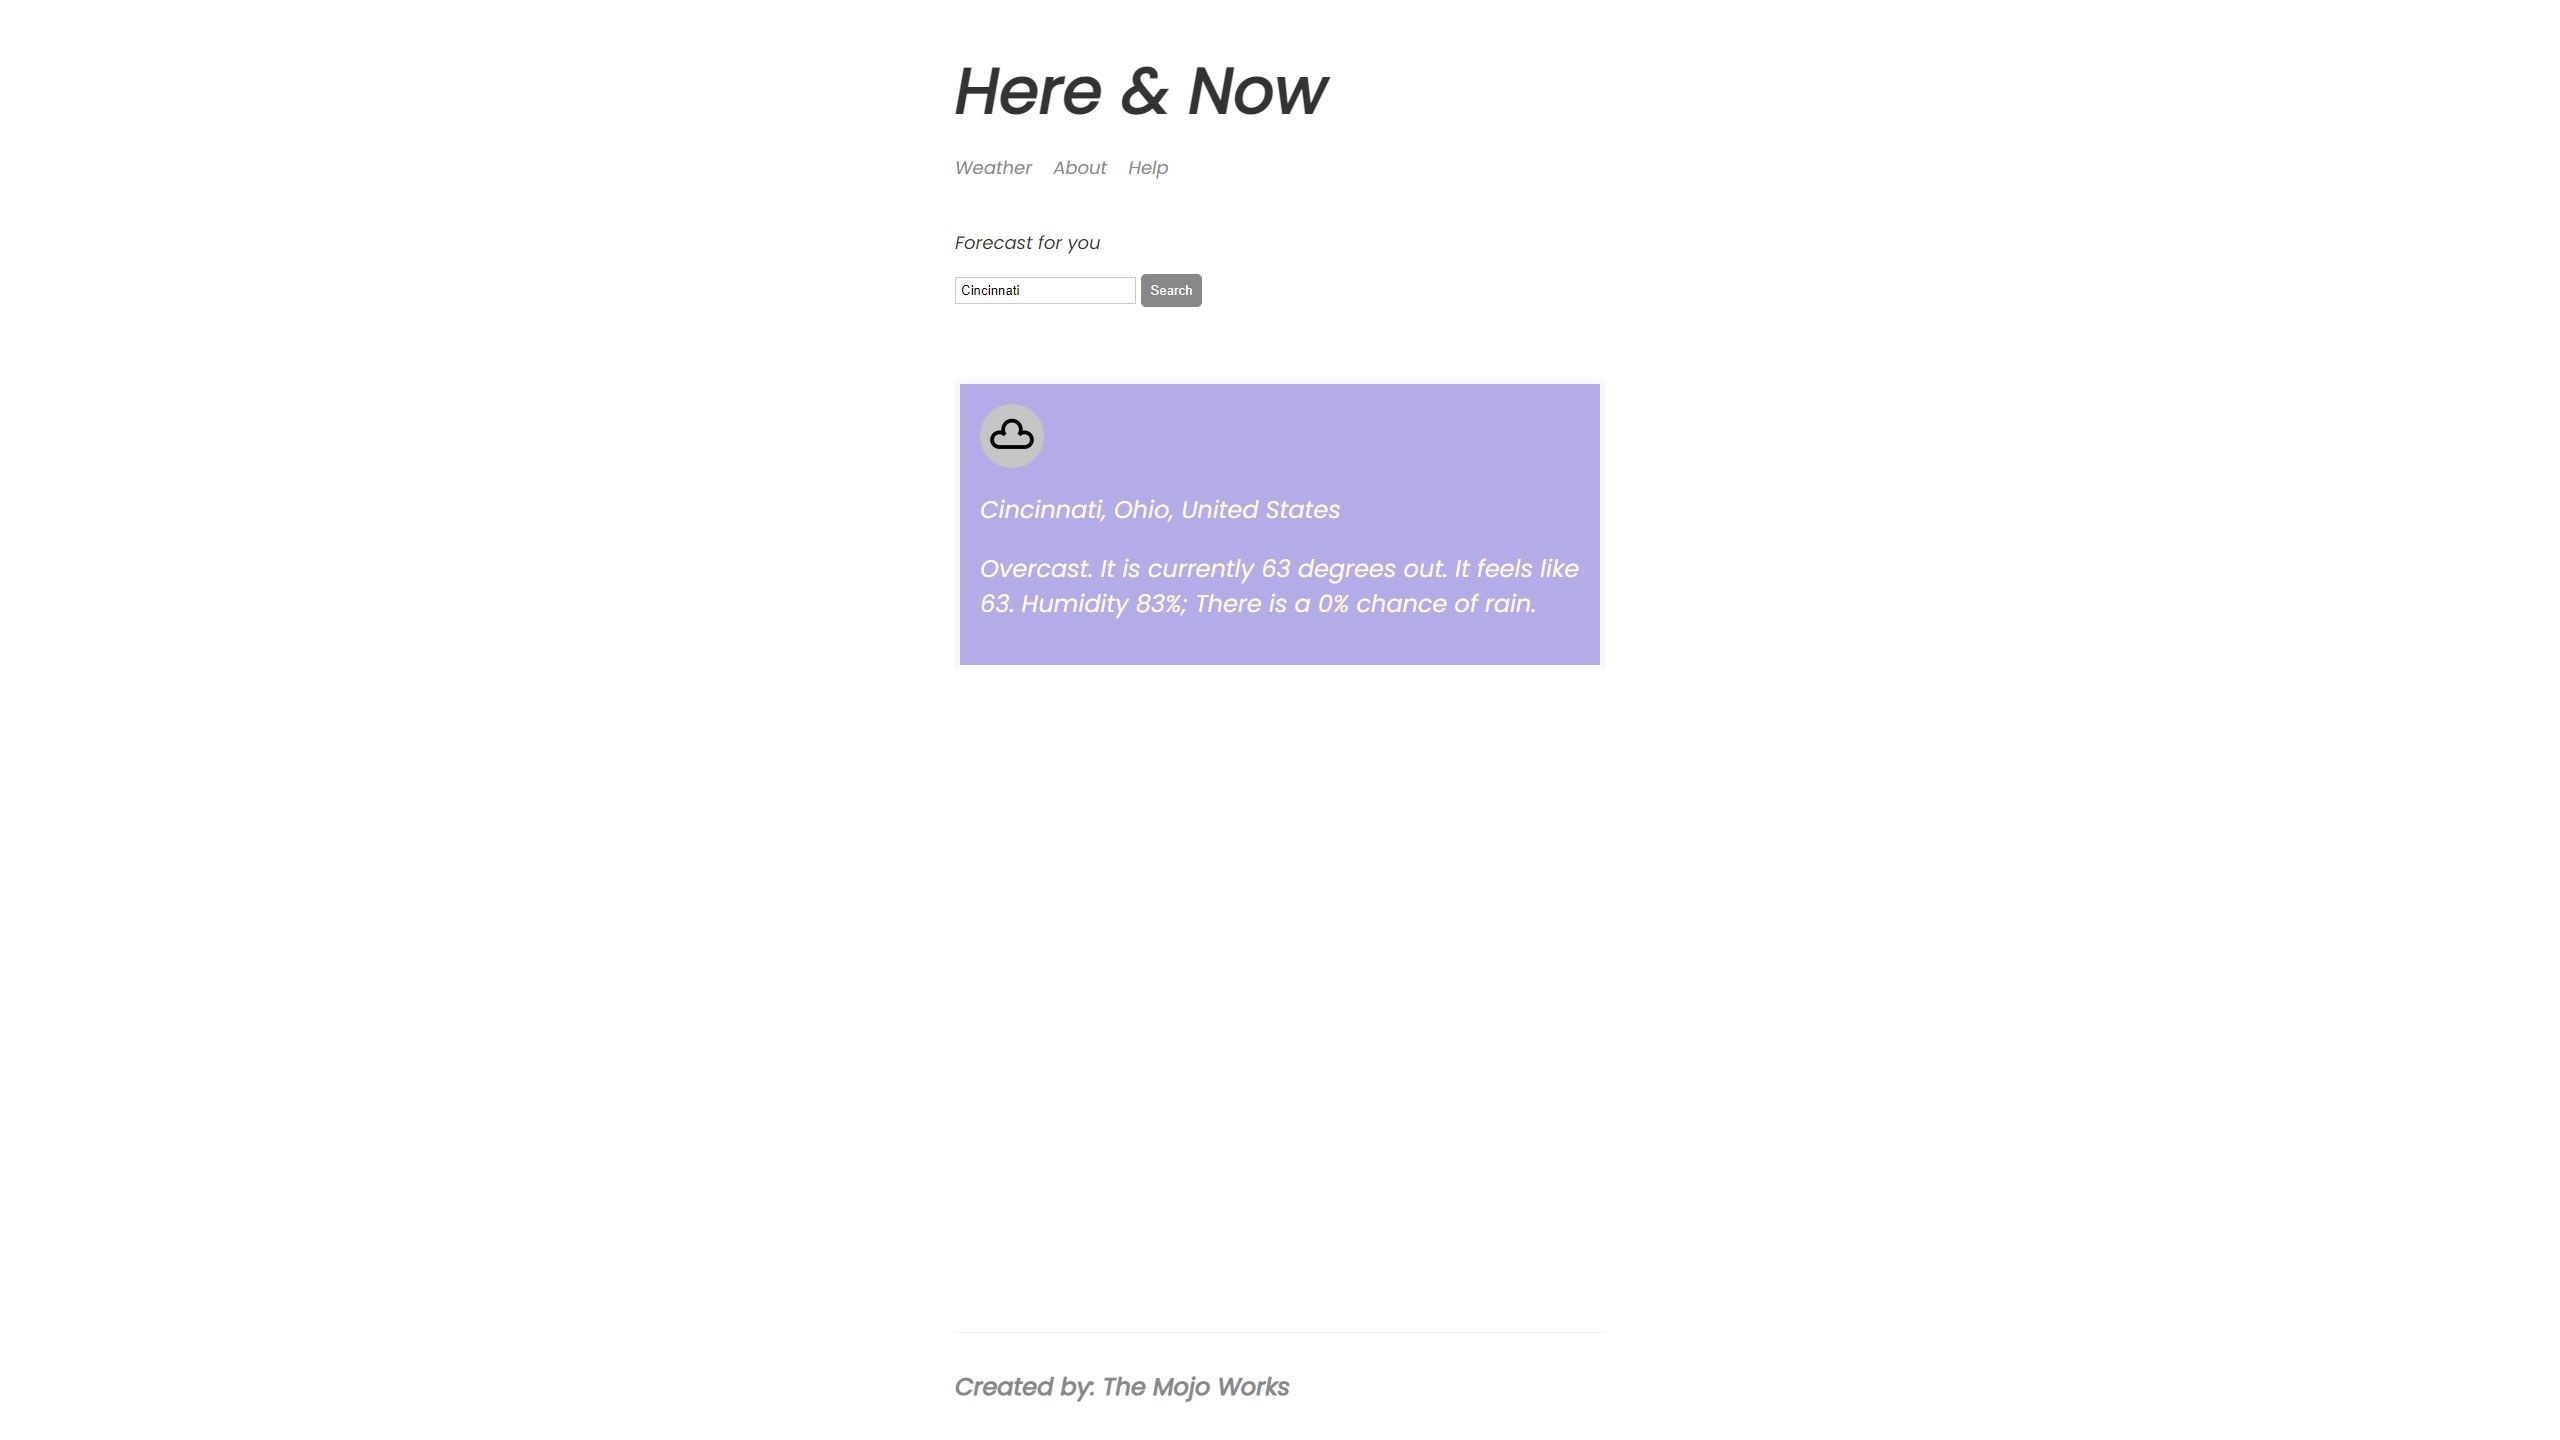 Here & Now
Weather About Help
Forecast for you
Cincinnati Search
Cincinnati, Ohio, United States
Overcast. It is currently 63 degrees out. It feels like
63. Humidity 83%; There is a 0% chance of rain.
Created by: The Mojo Works